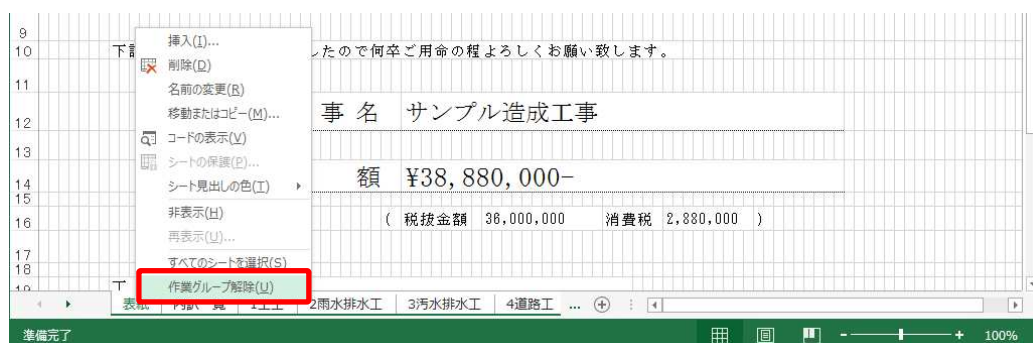 9
10
下
したので何卒ご用命の程よろしくお願い致します。
挿入(I)...
削除(D)
11
名前の変更(R)
移動またはコピー(M)...
12
事 名 サンプル造成工事
コードの表示(V)
13
シートの保護(P)...
14
額 ¥38,880,000−
シート見出しの色(T)
15
16
非表示(H)
( 税抜金額 36,000,000 消費税 2,880,000 )
再表示(U)...
17
すべてのシートを選択(S)
18
作業グループ解除(U)
表紙
2雨水排水工 3汚水排水工 4道路工 ...
準備完了
100%